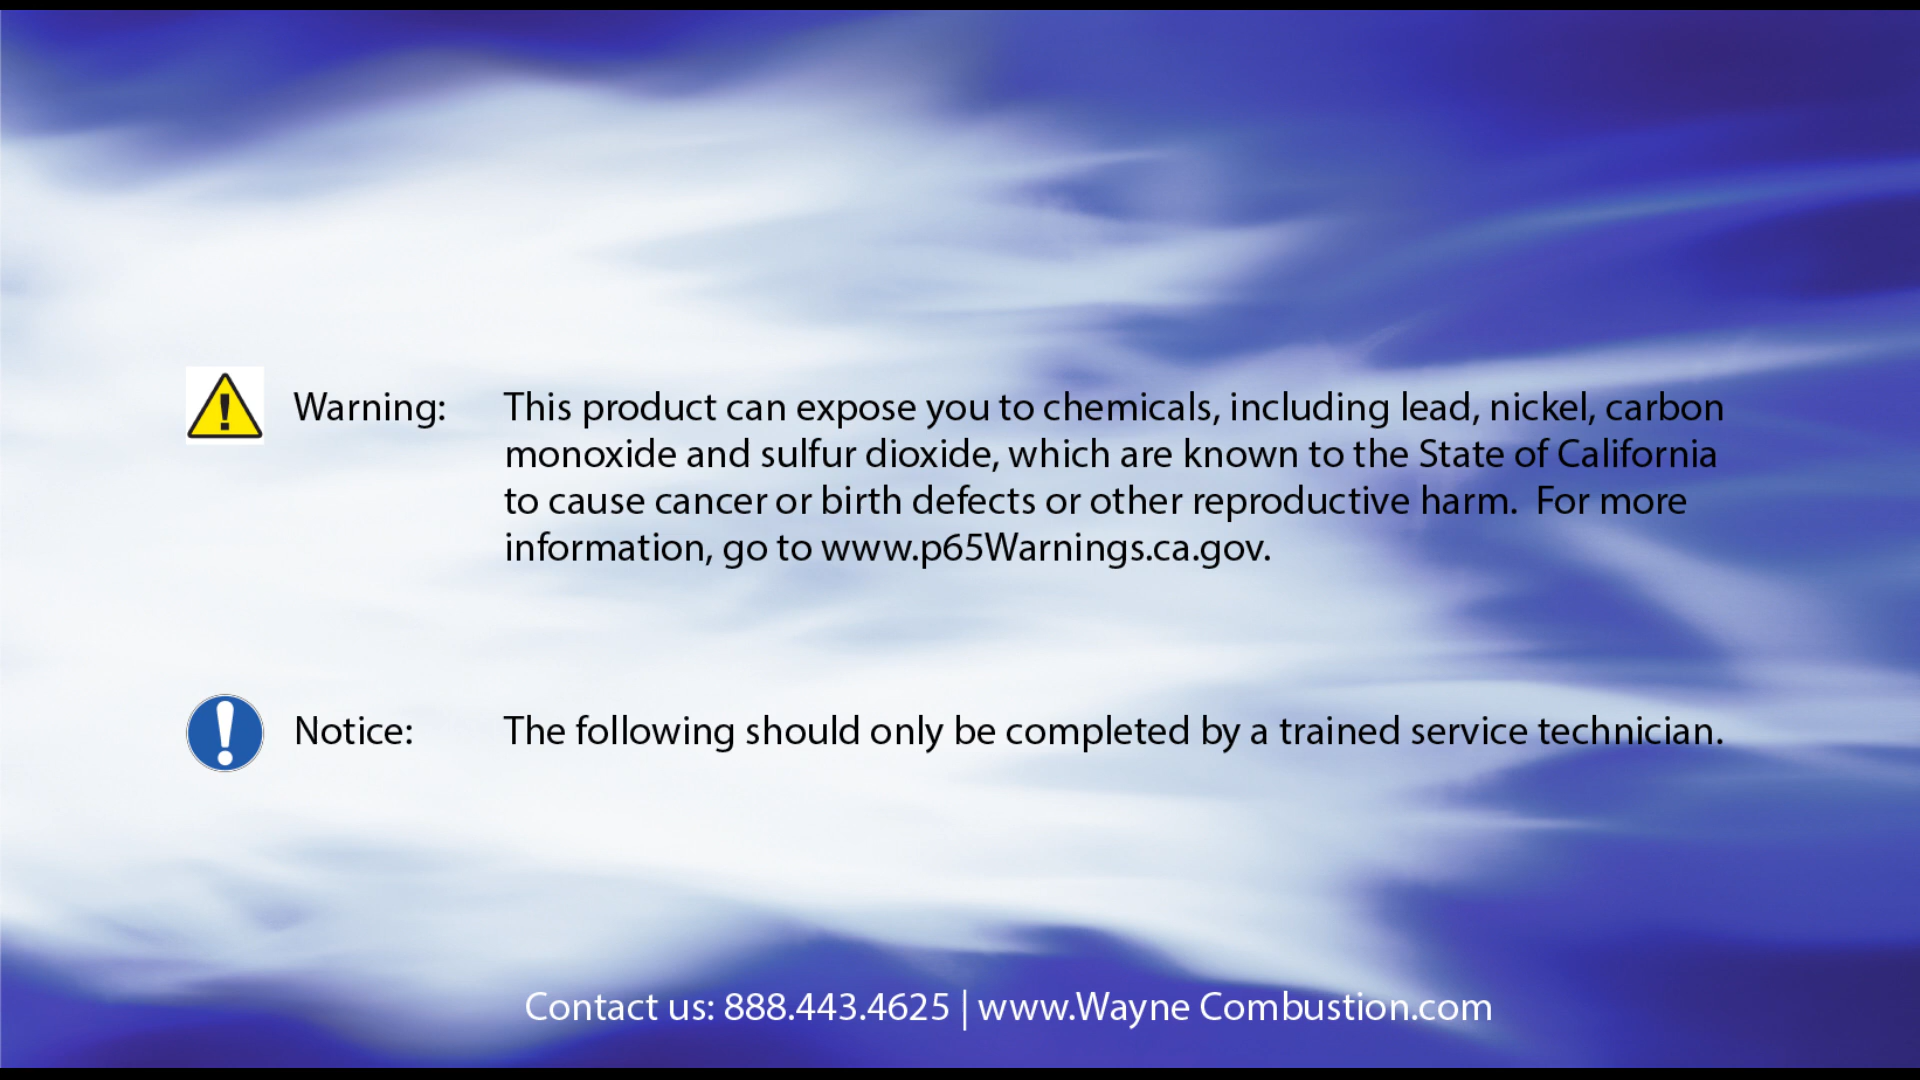 Warning: This product can expose you to chemicals, including lead, nickel, carbon
monoxide and sulfur dioxide, which are known to the State of California
to cause cancer or birth defects or other reproductive harm.  For more
information, go to www.p65Warnings.ca.gov.
Notice: The following should only be completed by a trained service technician.
Contact us: 888.443.4625 | www.Wayne Combustion.com